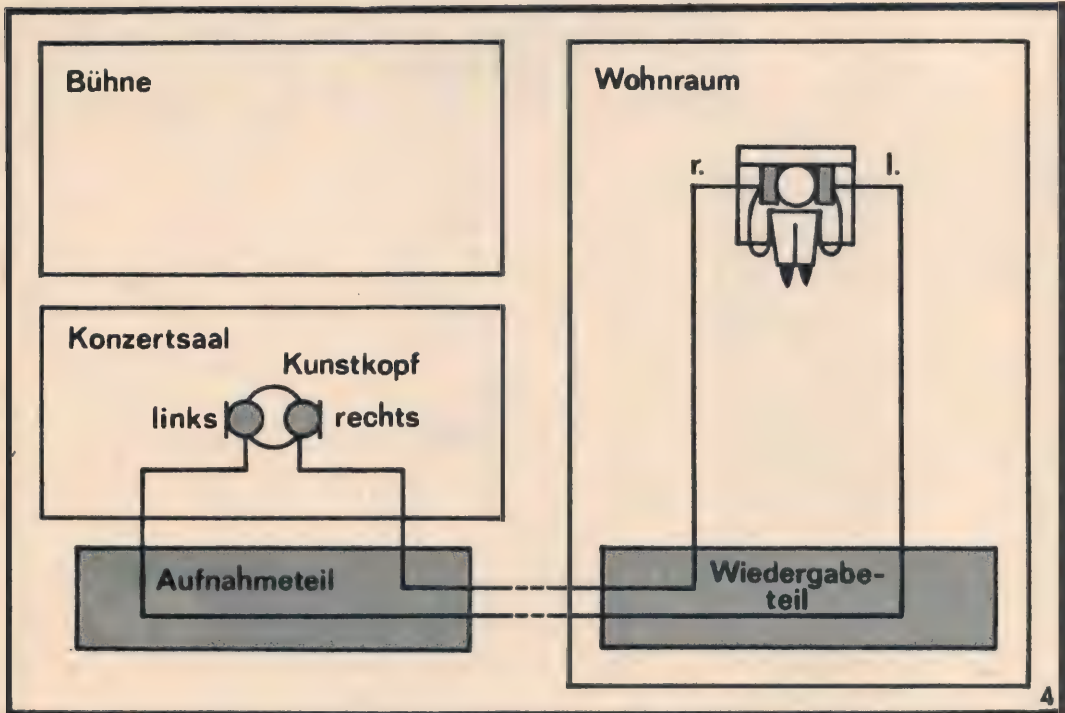 Bühne
Konzertsaal
Kunstkopf
links rechts
Aufnahmeteil
Wohnraum
r. l.
Wiedergabe-
teil
4